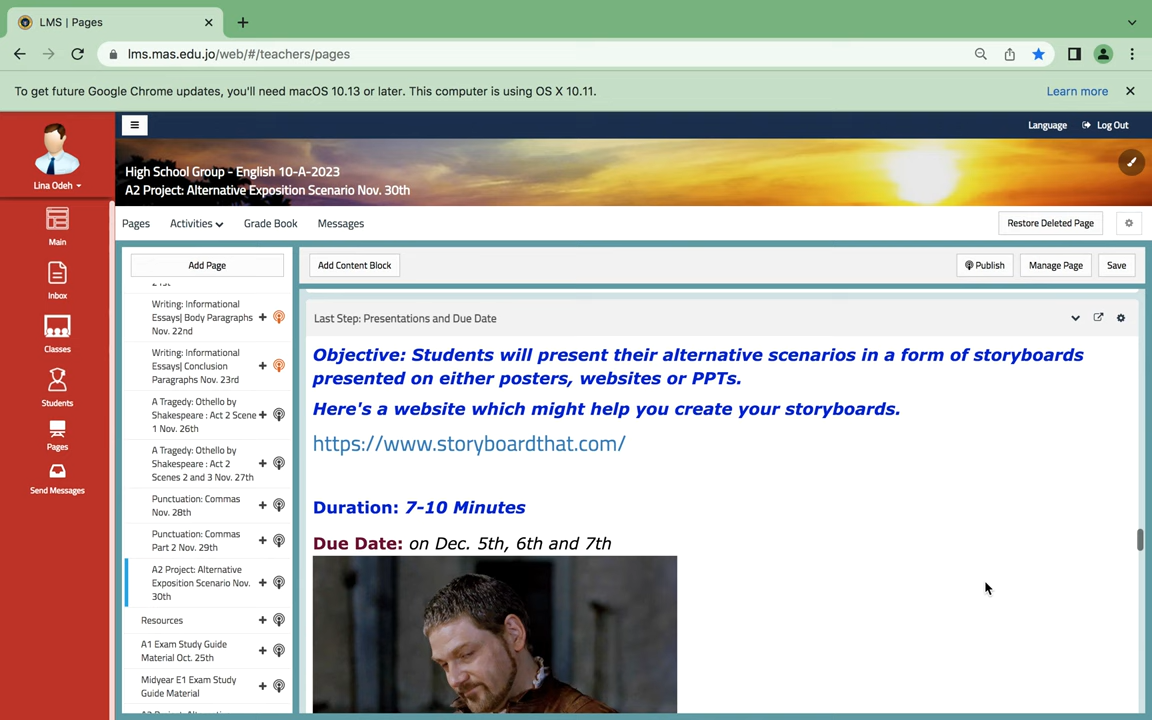 LMS | Pages
lms.mas.edu.jo/web/#/teachers/pages
To get future Google Chrome updates, you'll need macOS 10.13 or later. This computer is using OS X 10.11.
Learn more
Language
Log Out
High School Group - English 10-A-2023
A2 Project: Alternative Exposition Scenario Nov. 30th
Lina Odeh
Pages
Activities
Grade Book
Messages
Restore Deleted Page
Main
Inbox
Classes
Students
Pages
Send Messages
Add Page
21st
Writing: Informational
Essays| Body Paragraphs
Nov. 22nd
Writing: Informational
Essays| Conclusion
Paragraphs Nov. 23rd
A Tragedy: Othello by
Shakespeare : Act 2 Scene
1 Nov. 26th
A Tragedy: Othello by
Shakespeare : Act 2
Scenes 2 and 3 Nov. 27th
Punctuation: Commas
Nov. 28th
Punctuation: Commas
Part 2 Nov. 29th
A2 Project: Alternative
Exposition Scenario Nov.
30th
Resources
A1 Exam Study Guide
Material Oct. 25th
Midyear E1 Exam Study
Guide Material
Add Content Block
Publish
Manage Page
Save
Last Step: Presentations and Due Date
Objective: Students will present their alternative scenarios in a form of storyboards
presented on either posters, websites or PPTs.
Here's a website which might help you create your storyboards.
https://www.storyboardthat.com/
Duration: 7-10 Minutes
Due Date: on Dec. 5th, 6th and 7th